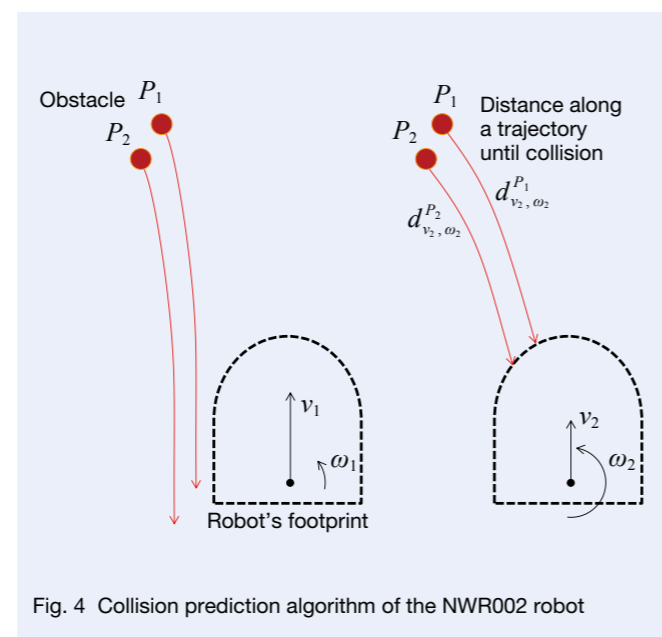 Obstacle P₁
P₂
v₁
ω₁
Robot's footprint
P₁
P₂
Distance along
a trajectory
until collision
d^{P₁}_{v₂, ω₂}
d^{P₂}_{v₂, ω₂}
v₂
ω₂
Fig. 4 Collision prediction algorithm of the NWR002 robot